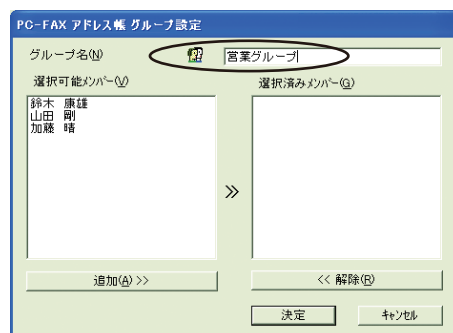 PC-FAX アドレス帳 グループ設定
グループ名(N) 営業グループ
選択可能メンバー(V) 選択済みメンバー(G)
鈴木 康雄
山田 剛
加藤 晴
>>
追加(A) >> << 解除(R)
決定 キャンセル